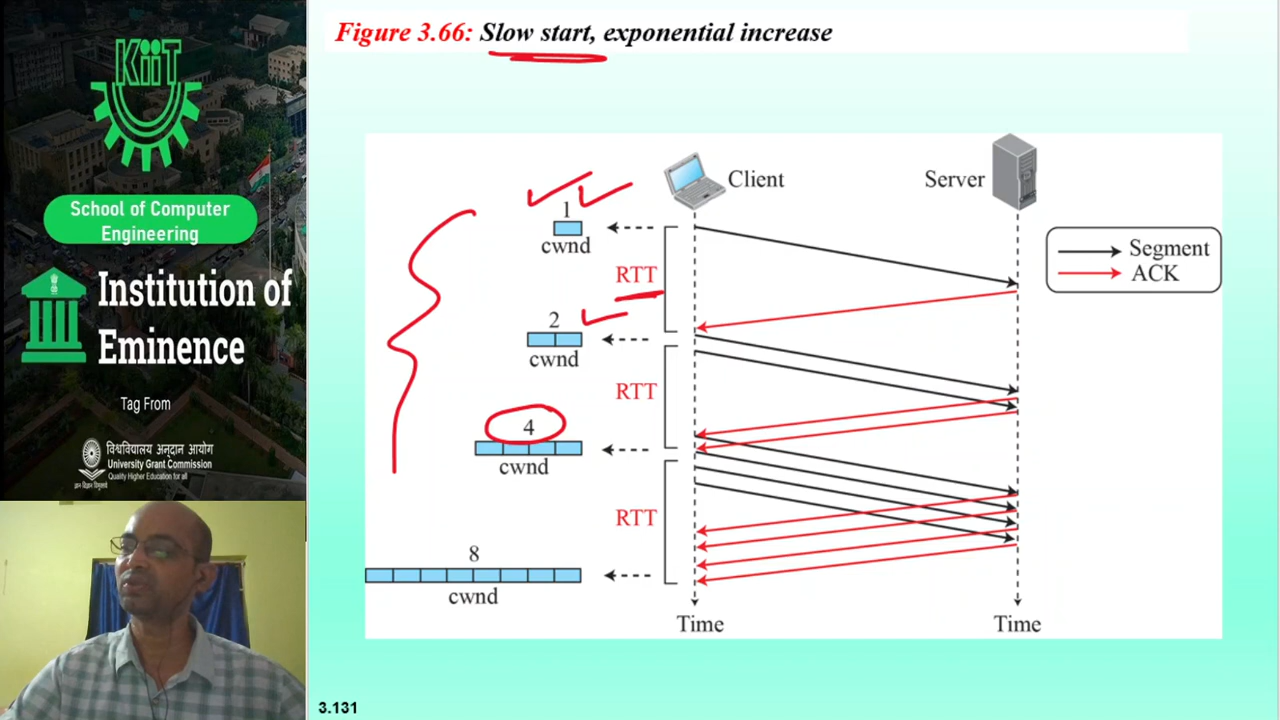 Figure 3.66: Slow start, exponential increase
KiiT
School of Computer
Engineering
Institution of
Eminence
Tag From
विश्वविद्यालय अनुदान आयोग
University Grant Commission
Quality Higher Education for all
Client
Server
Segment
ACK
1
cwnd
RTT
2
cwnd
RTT
4
cwnd
RTT
8
cwnd
Time
Time
3.131